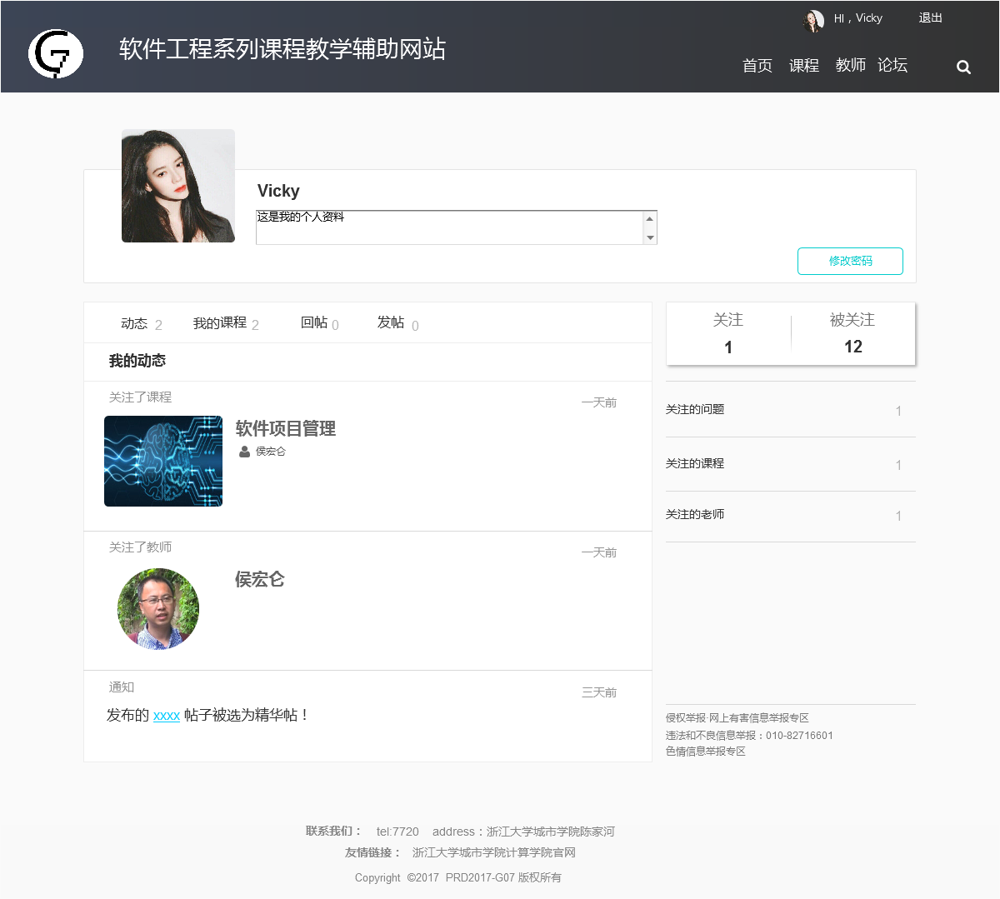 HI，Vicky 退出
软件工程系列课程教学辅助网站
首页 课程 教师 论坛
Vicky
这是我的个人资料
修改密码
动态 2 我的课程 2 回帖 0 发帖 0
我的动态
关注了课程 一天前
软件项目管理
侯宏仑
关注了教师 一天前
侯宏仑
通知 三天前
发布的 xxxx 帖子被选为精华帖！
关注 被关注
1 12
关注的问题 1
关注的课程 1
关注的老师 1
侵权举报·网上有害信息举报专区
违法和不良信息举报：010-82716601
色情信息举报专区
联系我们： tel:7720 address：浙江大学城市学院陈家河
友情链接： 浙江大学城市学院计算学院官网
Copyright ©2017 PRD2017-G07 版权所有